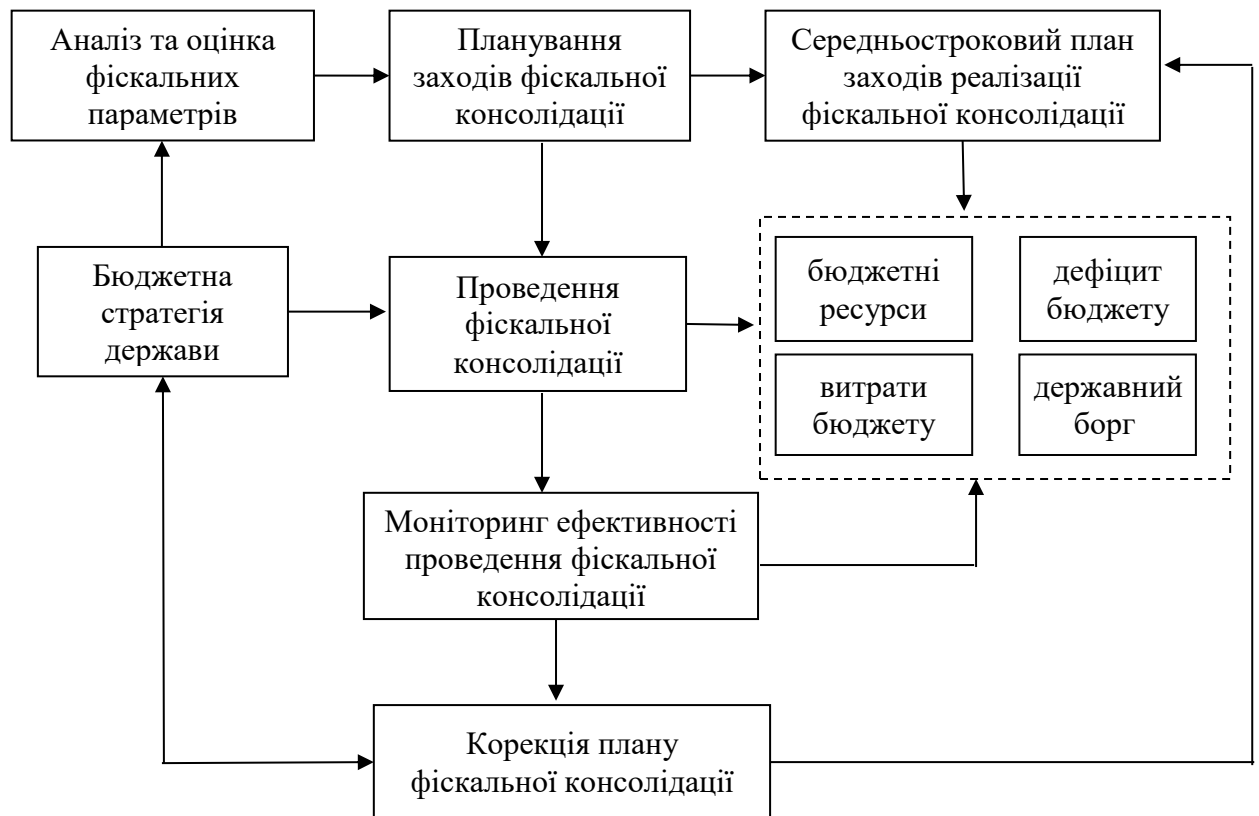 Аналіз та оцінка
фіскальних
параметрів
Планування
заходів фіскальної
консолідації
Середньостроковий план
заходів реалізації
фіскальної консолідації
Бюджетна
стратегія
держави
Проведення
фіскальної
консолідації
бюджетні
ресурси
дефіцит
бюджету
витрати
бюджету
державний
борг
Моніторинг ефективності
проведення фіскальної
консолідації
Корекція плану
фіскальної консолідації